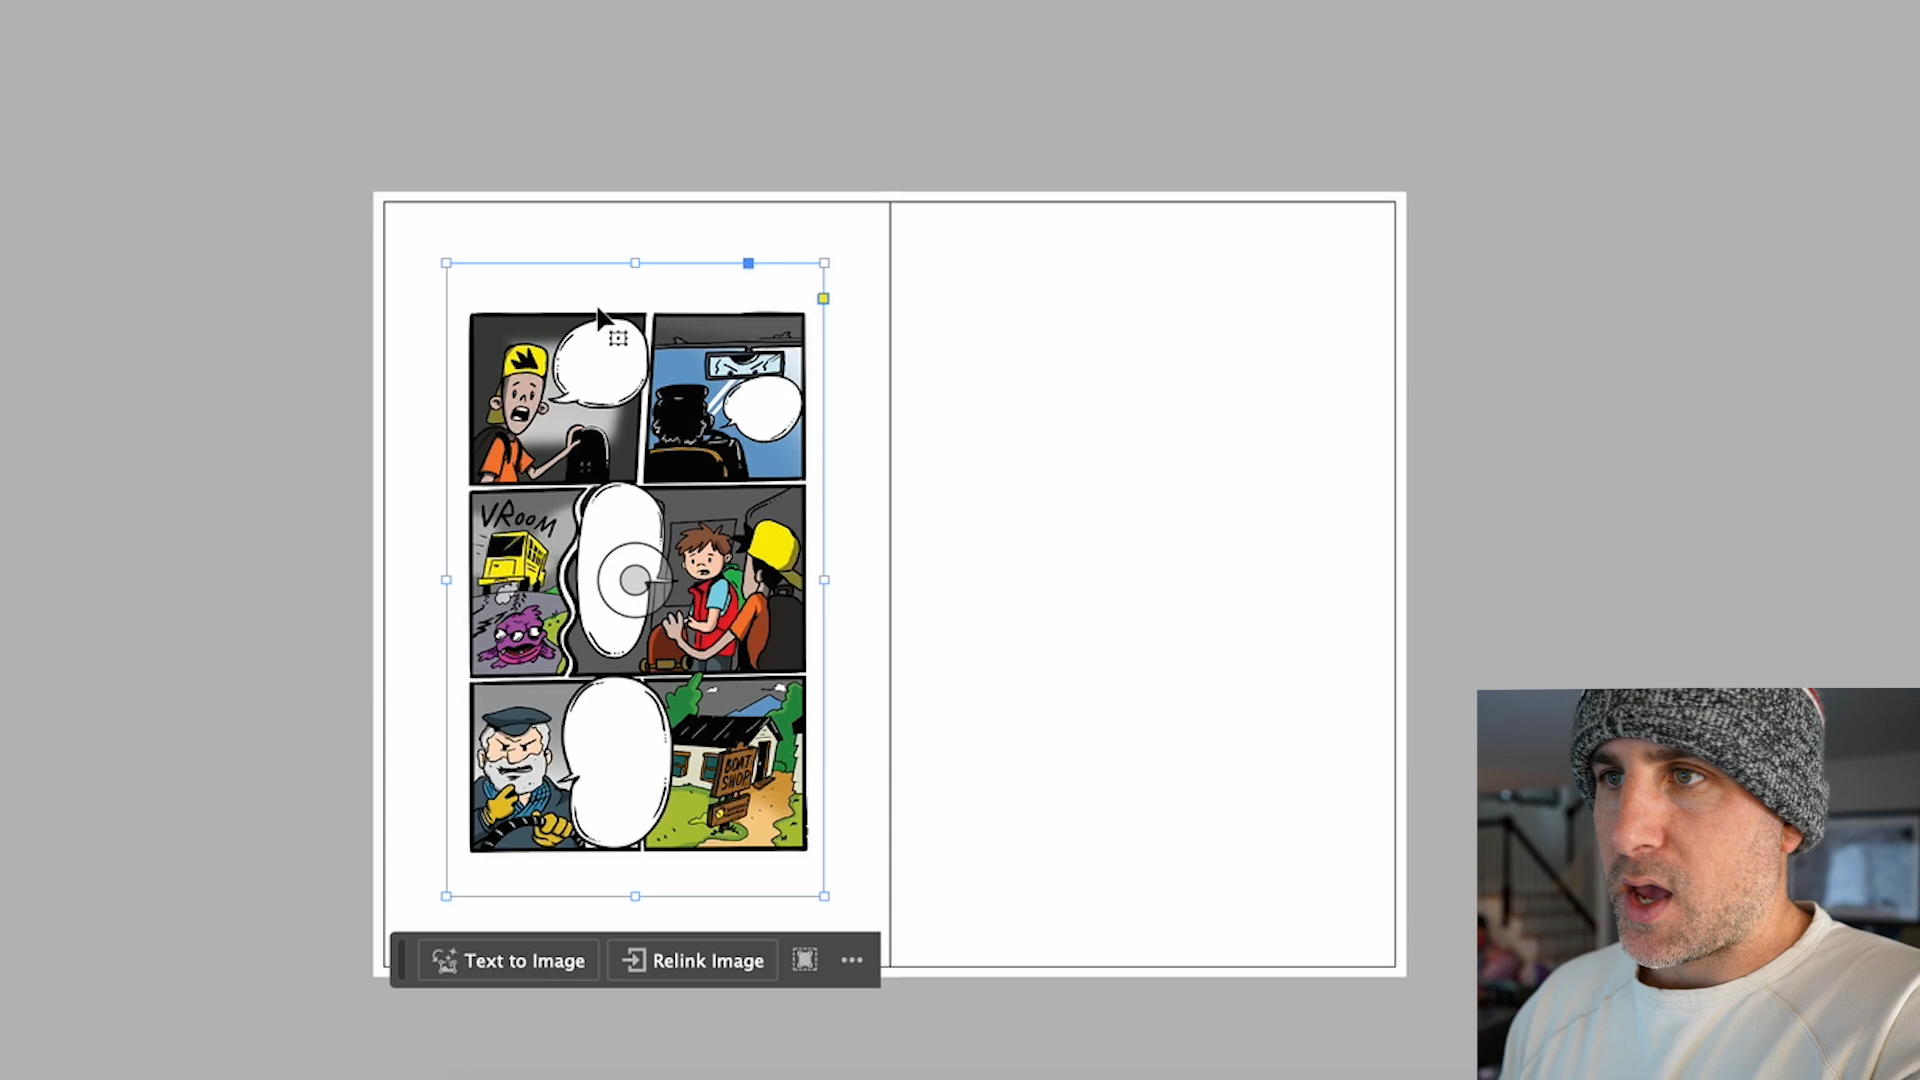 VROOM
BOAT
SHOP
Text to Image
Relink Image